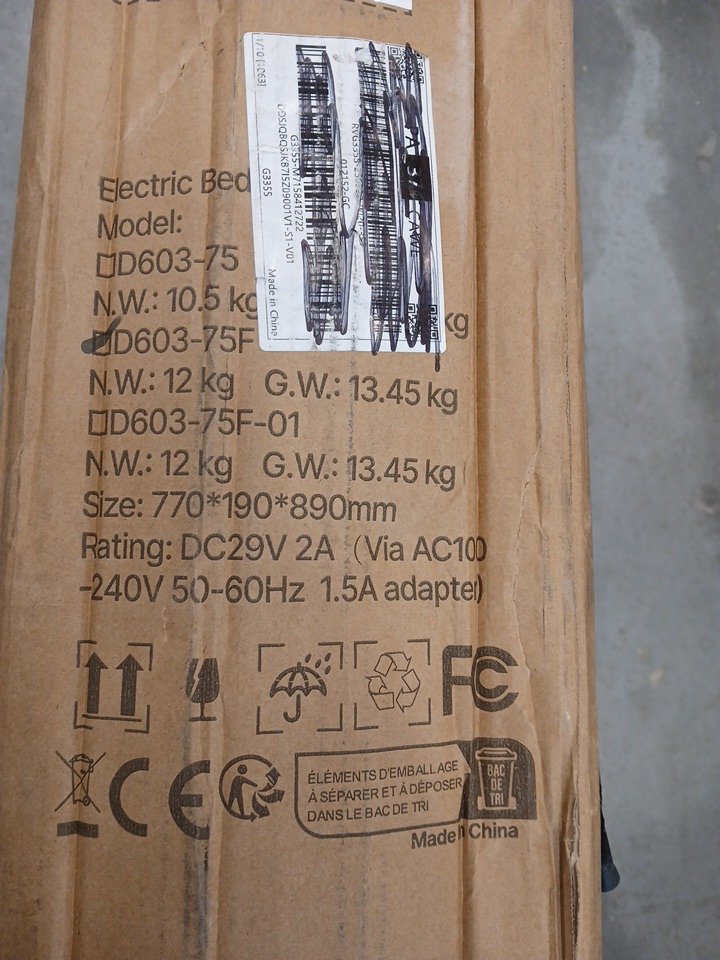 Electric Bed
Model:
□D603-75
N.W.: 10.5 kg
kg
□D603-75F
N.W.: 12 kg G.W.: 13.45 kg
□D603-75F-01
N.W.: 12 kg G.W.: 13.45 kg
Size: 770*190*890mm
Rating: DC29V 2A (Via AC100
-240V 50-60Hz 1.5A adapter)
FC
CE
ÉLÉMENTS D'EMBALLAGE
À SÉPARER ET À DÉPOSER
DANS LE BAC DE TRI
BAC
DE
TRI
Made in China
G3355-M7158412722
G3355
Made in China